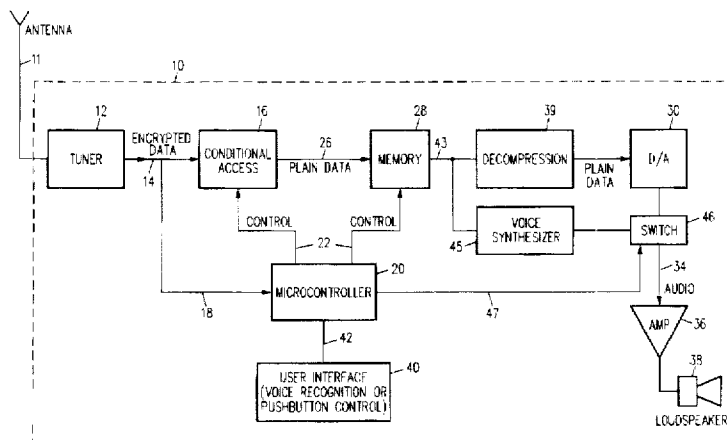 ANTENNA
11
10
12
TUNER
ENCRYPTED
DATA
14
16
CONDITIONAL
ACCESS
26
PLAIN DATA
28
MEMORY
43
39
DECOMPRESSION
PLAIN
DATA
30
D/A
CONTROL
CONTROL
22
45
VOICE
SYNTHESIZER
46
SWITCH
20
MICROCONTROLLER
18
47
34
AUDIO
42
40
USER INTERFACE
(VOICE RECOGNITION OR
PUSHBUTTON CONTROL)
AMP
36
38
LOUDSPEAKER